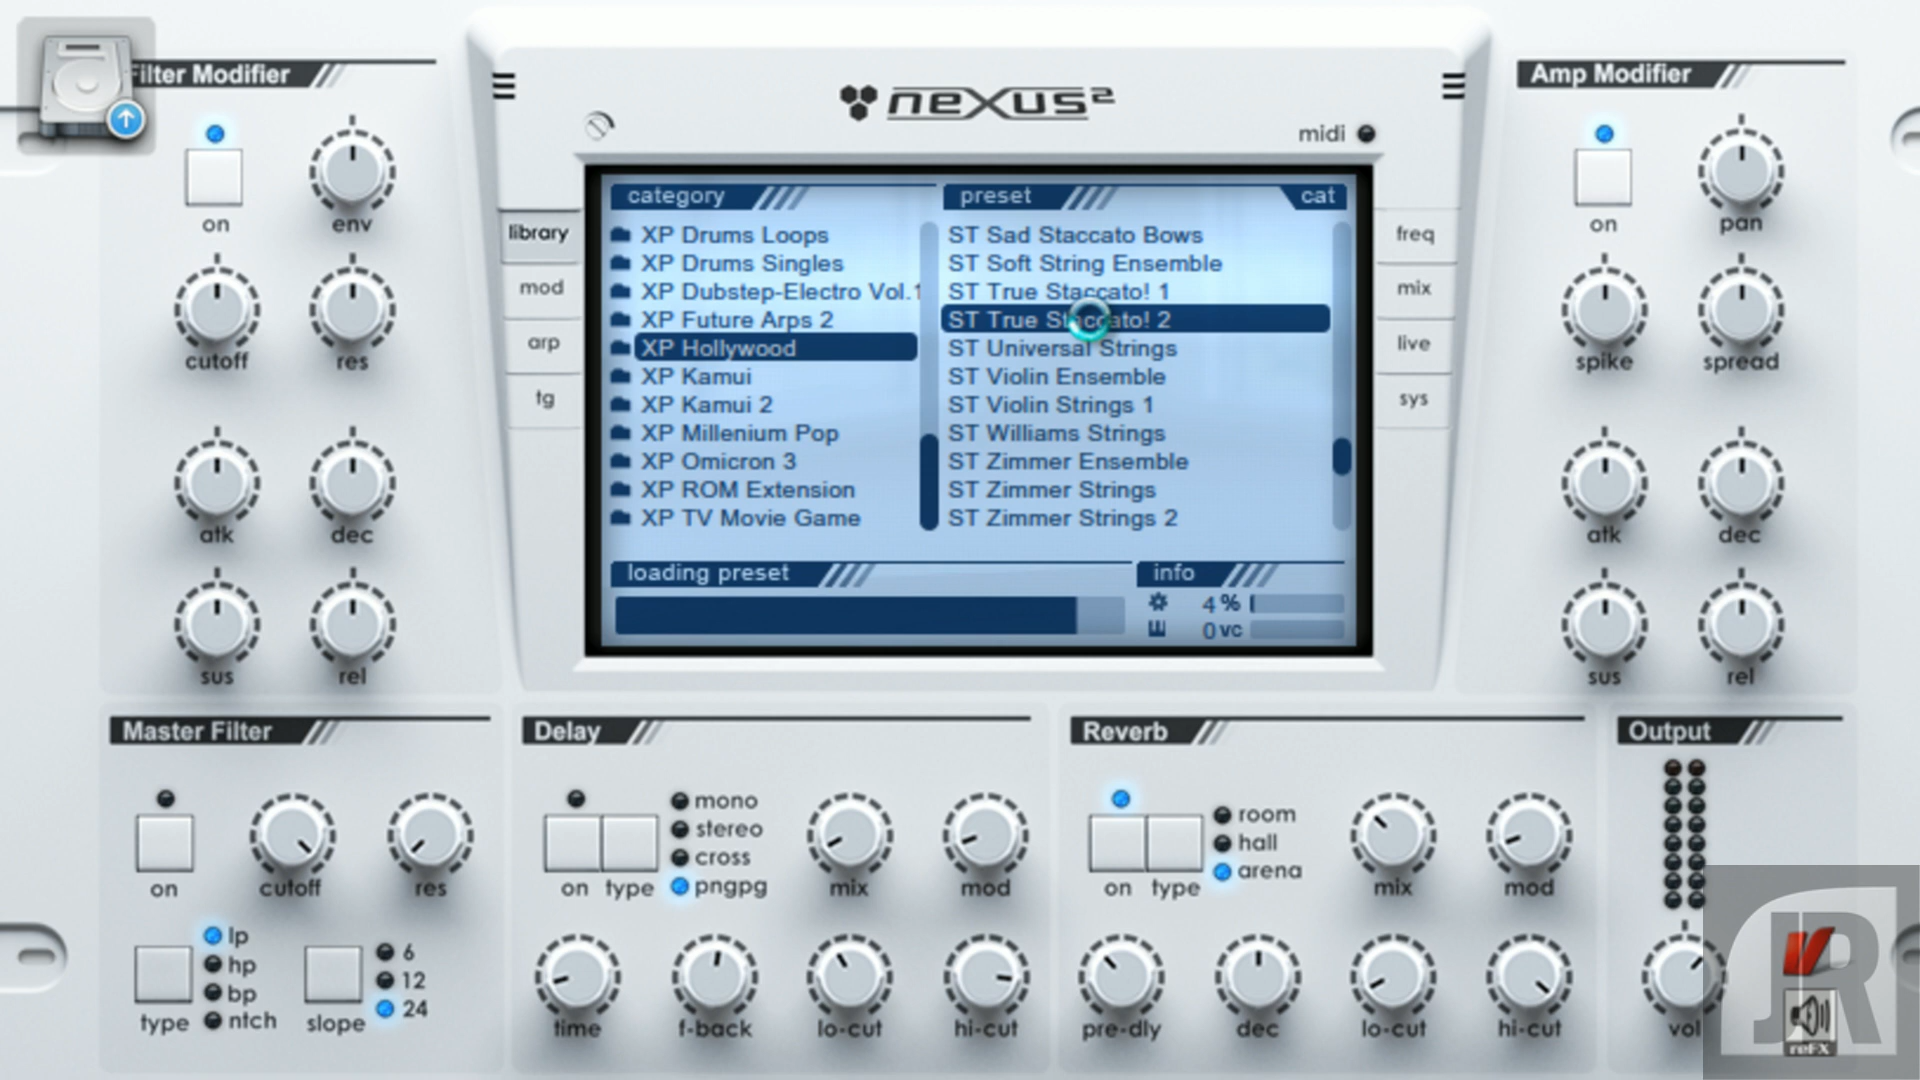 Filter Modifier
on
env
cutoff
res
atk
dec
sus
rel
nexus²
midi
library
mod
arp
tg
category
XP Drums Loops
XP Drums Singles
XP Dubstep-Electro Vol.1
XP Future Arps 2
XP Hollywood
XP Kamui
XP Kamui 2
XP Millenium Pop
XP Omicron 3
XP ROM Extension
XP TV Movie Game
preset
cat
ST Sad Staccato Bows
ST Soft String Ensemble
ST True Staccato! 1
ST True Staccato! 2
ST Universal Strings
ST Violin Ensemble
ST Violin Strings 1
ST Williams Strings
ST Zimmer Ensemble
ST Zimmer Strings
ST Zimmer Strings 2
loading preset
info
4 %
0 vc
freq
mix
live
sys
Amp Modifier
on
pan
spike
spread
atk
dec
sus
rel
Master Filter
on
cutoff
res
type
lp
hp
bp
ntch
slope
6
12
24
Delay
on
type
mono
stereo
cross
pngpg
mix
mod
time
f-back
lo-cut
hi-cut
Reverb
on
type
room
hall
arena
mix
mod
pre-dly
dec
lo-cut
hi-cut
Output
vol
JR
reFX